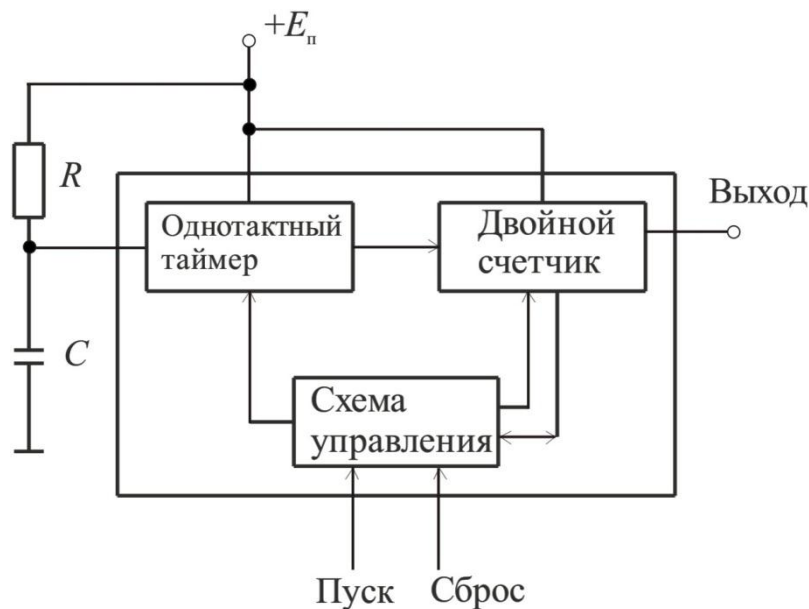 +Eп
R
Однотактный
таймер
Двойной
счетчик
Выход
C
Схема
управления
Пуск
Сброс